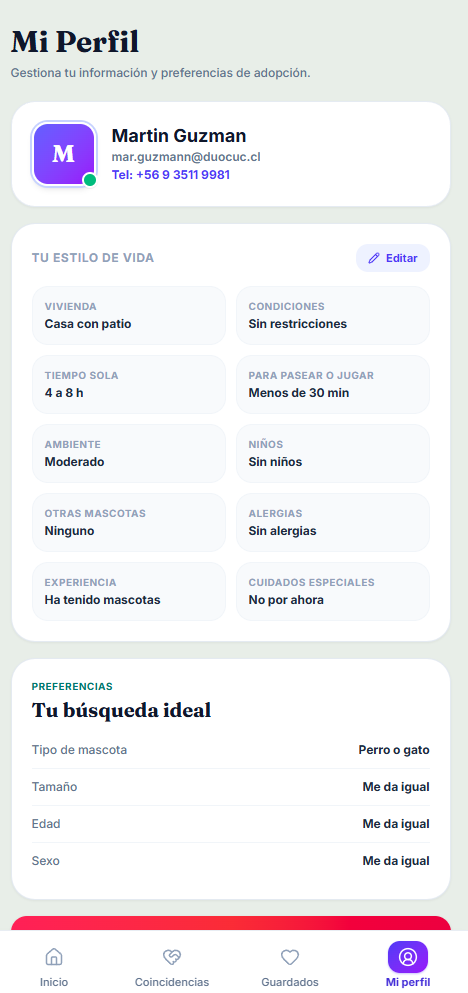 Mi Perfil
Gestiona tu información y preferencias de adopción.
M
Martin Guzman
mar.guzmann@duocuc.cl
Tel: +56 9 3511 9981
TU ESTILO DE VIDA
Editar
VIVIENDA
Casa con patio
CONDICIONES
Sin restricciones
TIEMPO SOLA
4 a 8 h
PARA PASEAR O JUGAR
Menos de 30 min
AMBIENTE
Moderado
NIÑOS
Sin niños
OTRAS MASCOTAS
Ninguno
ALERGIAS
Sin alergias
EXPERIENCIA
Ha tenido mascotas
CUIDADOS ESPECIALES
No por ahora
PREFERENCIAS
Tu búsqueda ideal
Tipo de mascota Perro o gato
Tamaño Me da igual
Edad Me da igual
Sexo Me da igual
Inicio Coincidencias Guardados Mi perfil